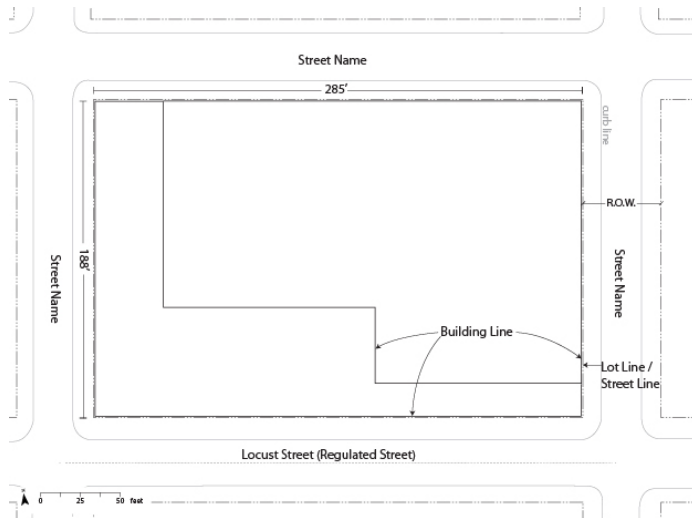 Street Name
285'
curb line
R.O.W.
188'
Street Name
Street Name
Building Line
Lot Line /
Street Line
Locust Street (Regulated Street)
0 25 50 feet